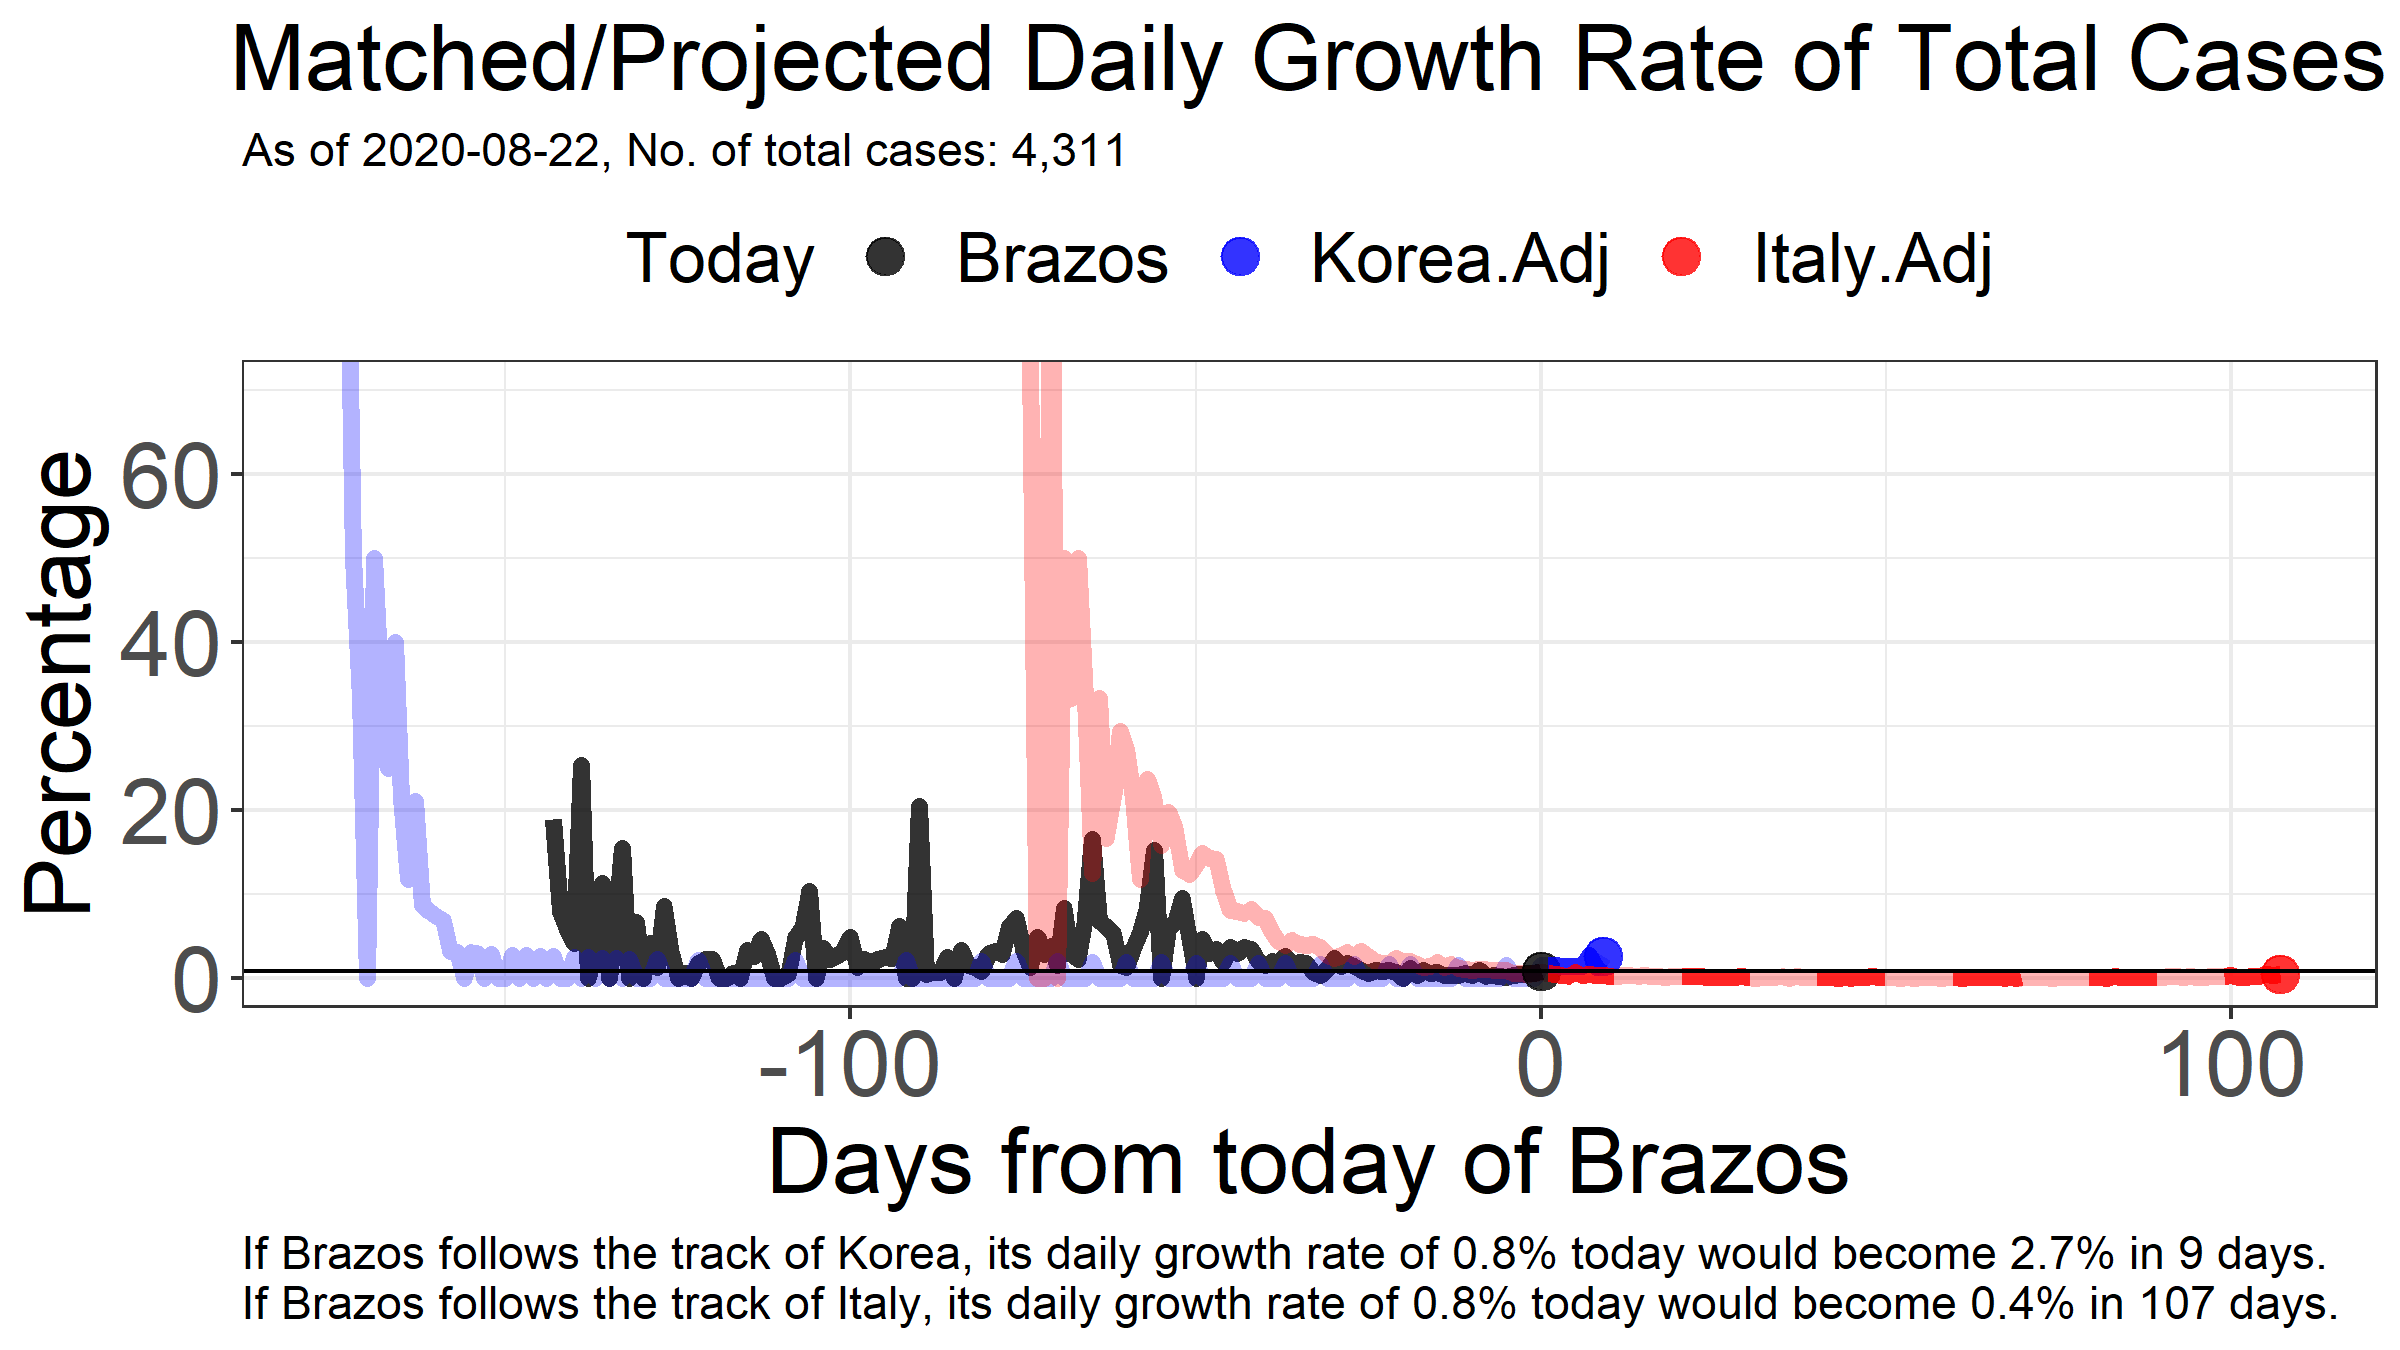 Matched/Projected Daily Growth Rate of Total Cases
As of 2020-08-22, No. of total cases: 4,311
Today Brazos Korea.Adj Italy.Adj
Percentage
60
40
20
0
-100 0 100
Days from today of Brazos
If Brazos follows the track of Korea, its daily growth rate of 0.8% today would become 2.7% in 9 days.
If Brazos follows the track of Italy, its daily growth rate of 0.8% today would become 0.4% in 107 days.